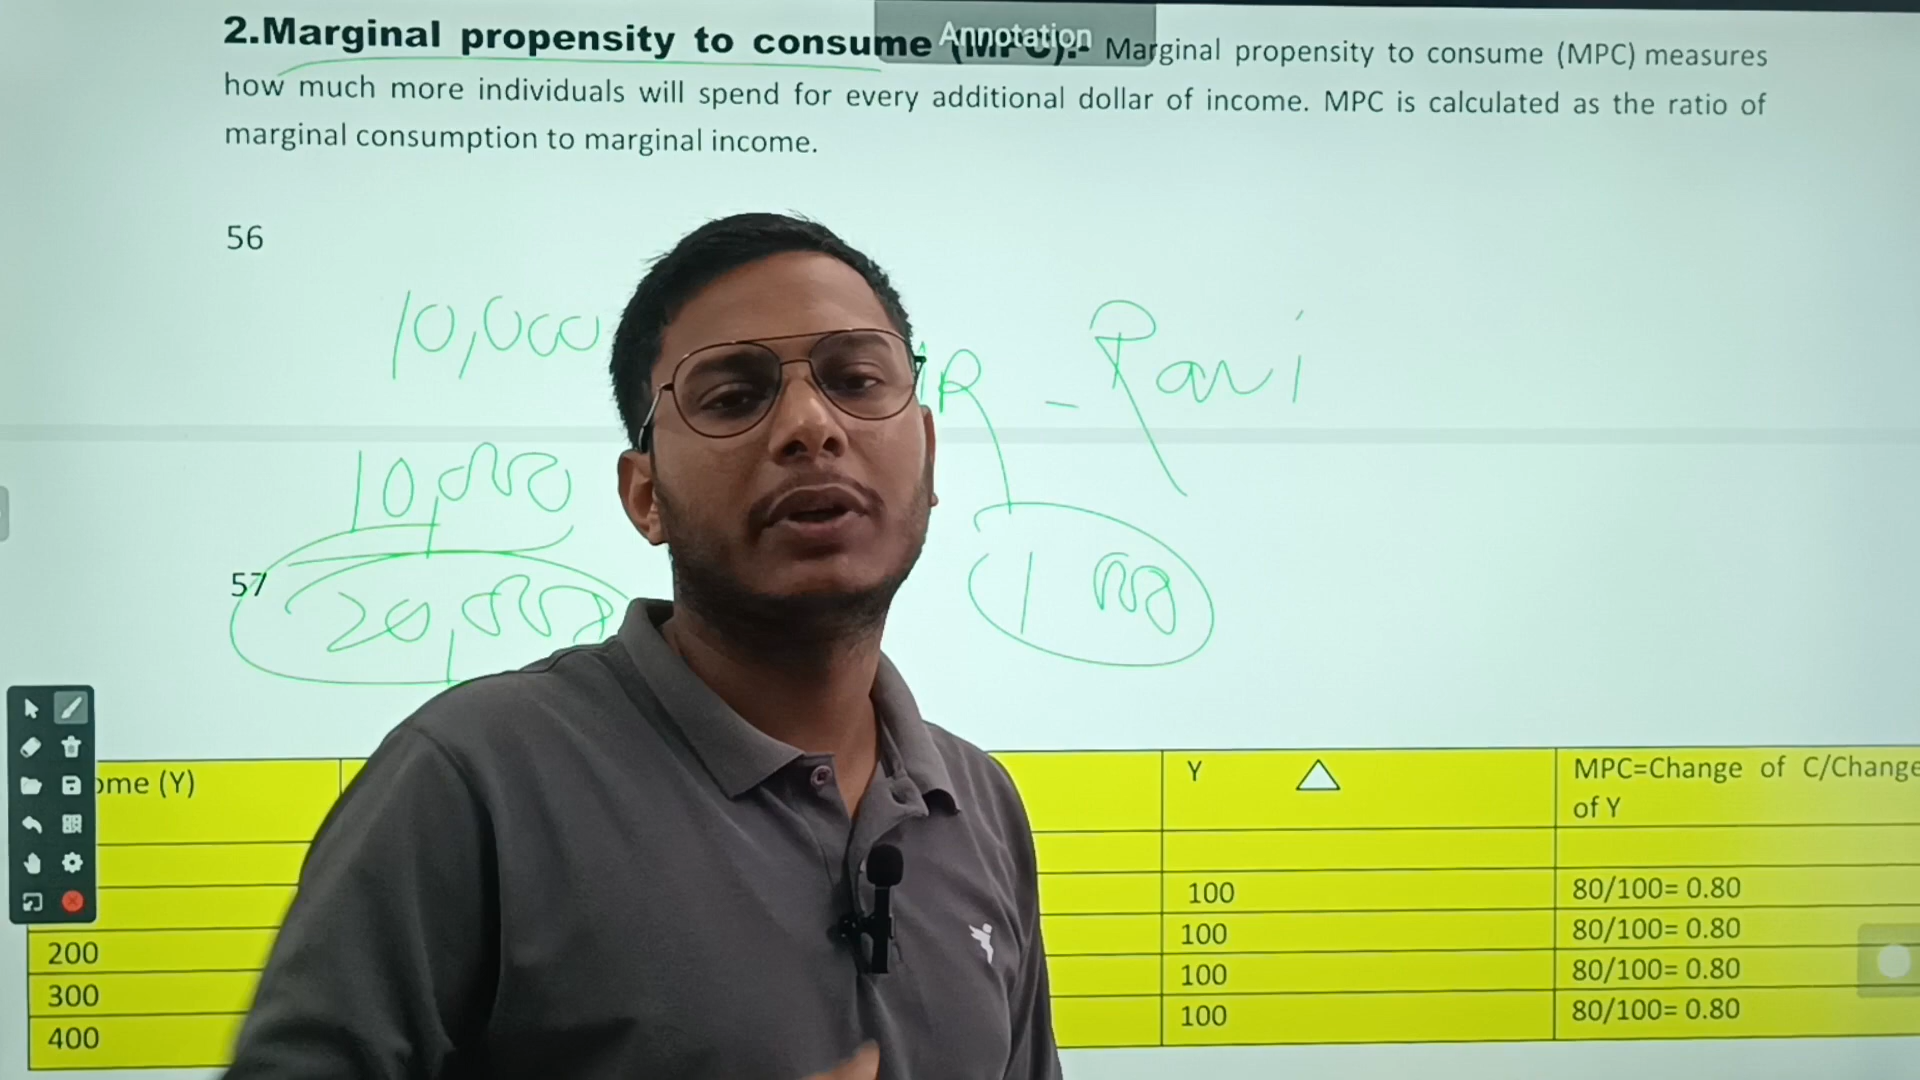 Annotation
2.Marginal propensity to consume (MPC):- Marginal propensity to consume (MPC) measures
how much more individuals will spend for every additional dollar of income. MPC is calculated as the ratio of
marginal consumption to marginal income.
56
10,000
R - Ravi
10,000
57
20,000
1000
ome (Y)
Y △
MPC=Change of C/Change
of Y
100 80/100= 0.80
200 100 80/100= 0.80
300 100 80/100= 0.80
400 100 80/100= 0.80